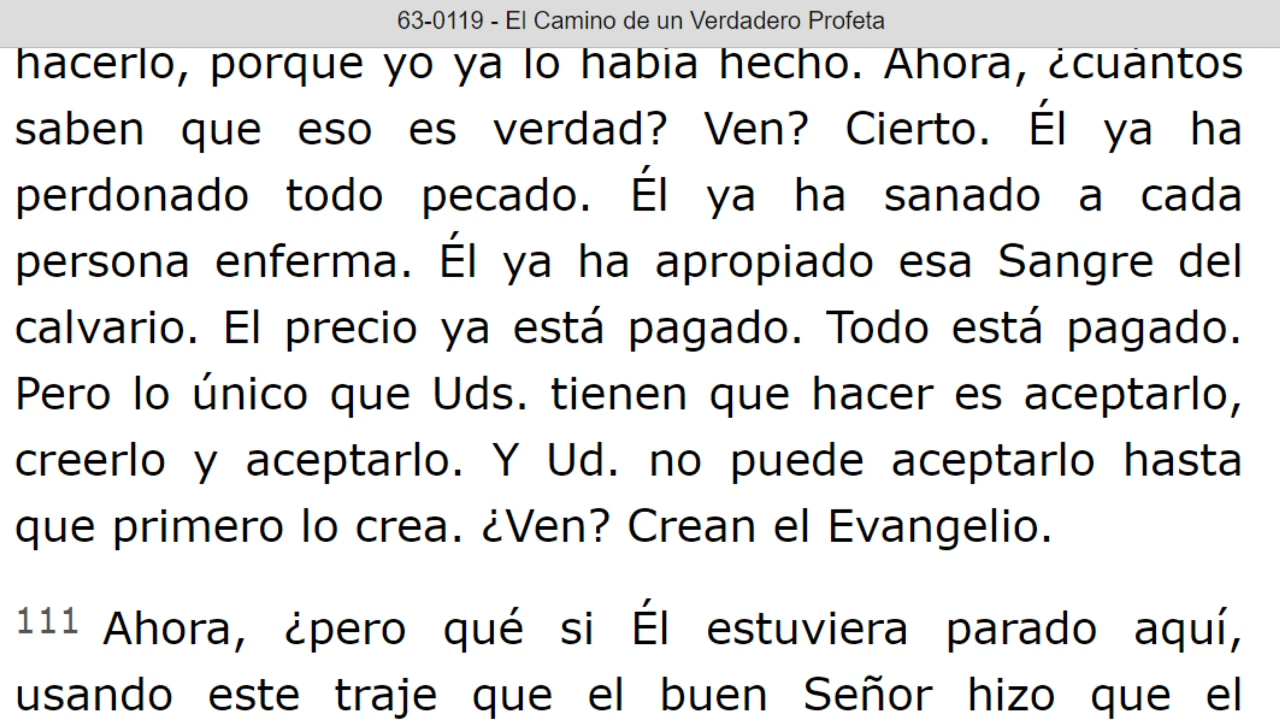 63-0119 - El Camino de un Verdadero Profeta
hacerlo, porque yo ya lo había hecho. Ahora, ¿cuántos
saben que eso es verdad? Ven? Cierto. Él ya ha
perdonado todo pecado. Él ya ha sanado a cada
persona enferma. Él ya ha apropiado esa Sangre del
calvario. El precio ya está pagado. Todo está pagado.
Pero lo único que Uds. tienen que hacer es aceptarlo,
creerlo y aceptarlo. Y Ud. no puede aceptarlo hasta
que primero lo crea. ¿Ven? Crean el Evangelio.
111 Ahora, ¿pero qué si Él estuviera parado aquí,
usando este traje que el buen Señor hizo que el